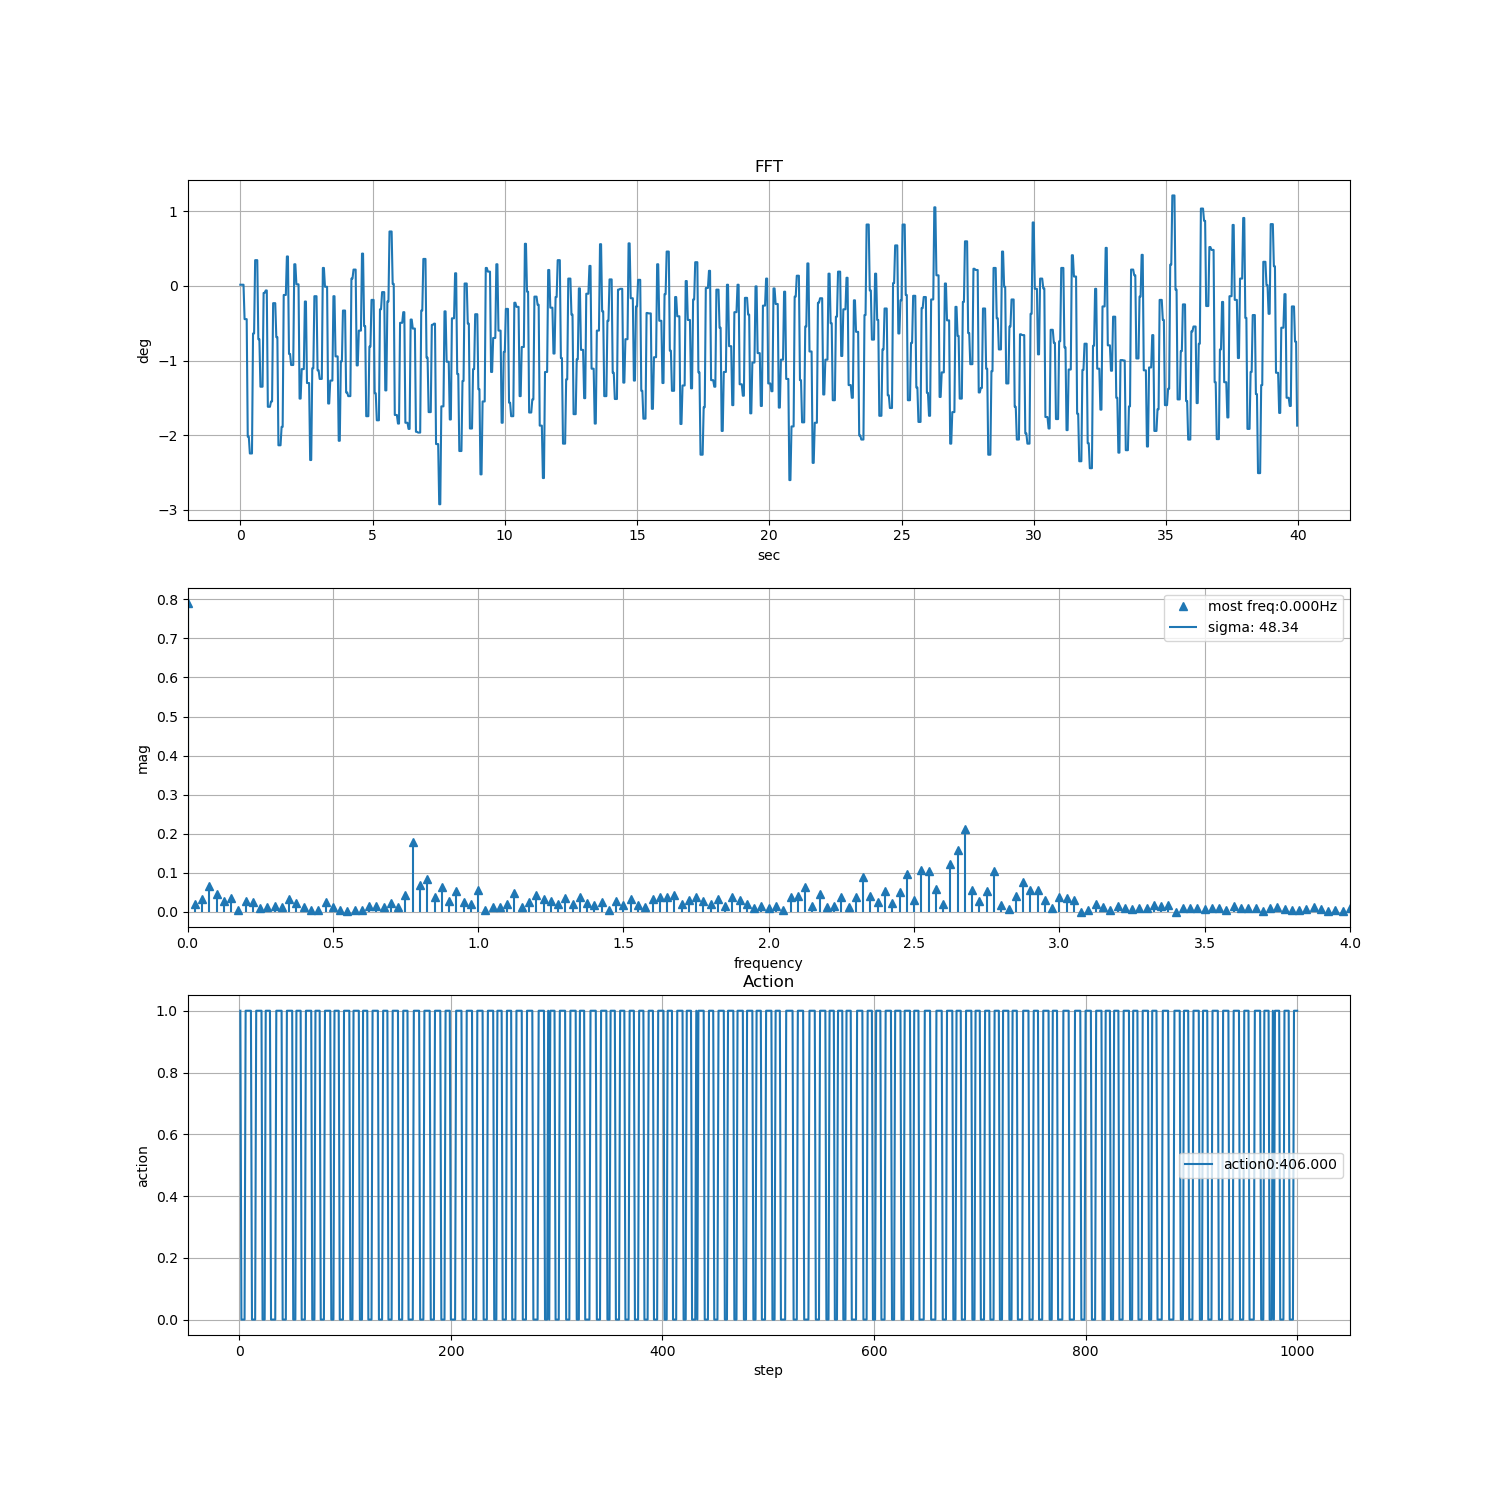 FFT
1
0
−1
−2
−3
deg
0 5 10 15 20 25 30 35 40
sec
0.8
0.7
0.6
0.5
0.4
0.3
0.2
0.1
0.0
mag
most freq:0.000Hz
sigma: 48.34
0.0 0.5 1.0 1.5 2.0 2.5 3.0 3.5 4.0
frequency
Action
1.0
0.8
0.6
0.4
0.2
0.0
action
action0:406.000
0 200 400 600 800 1000
step